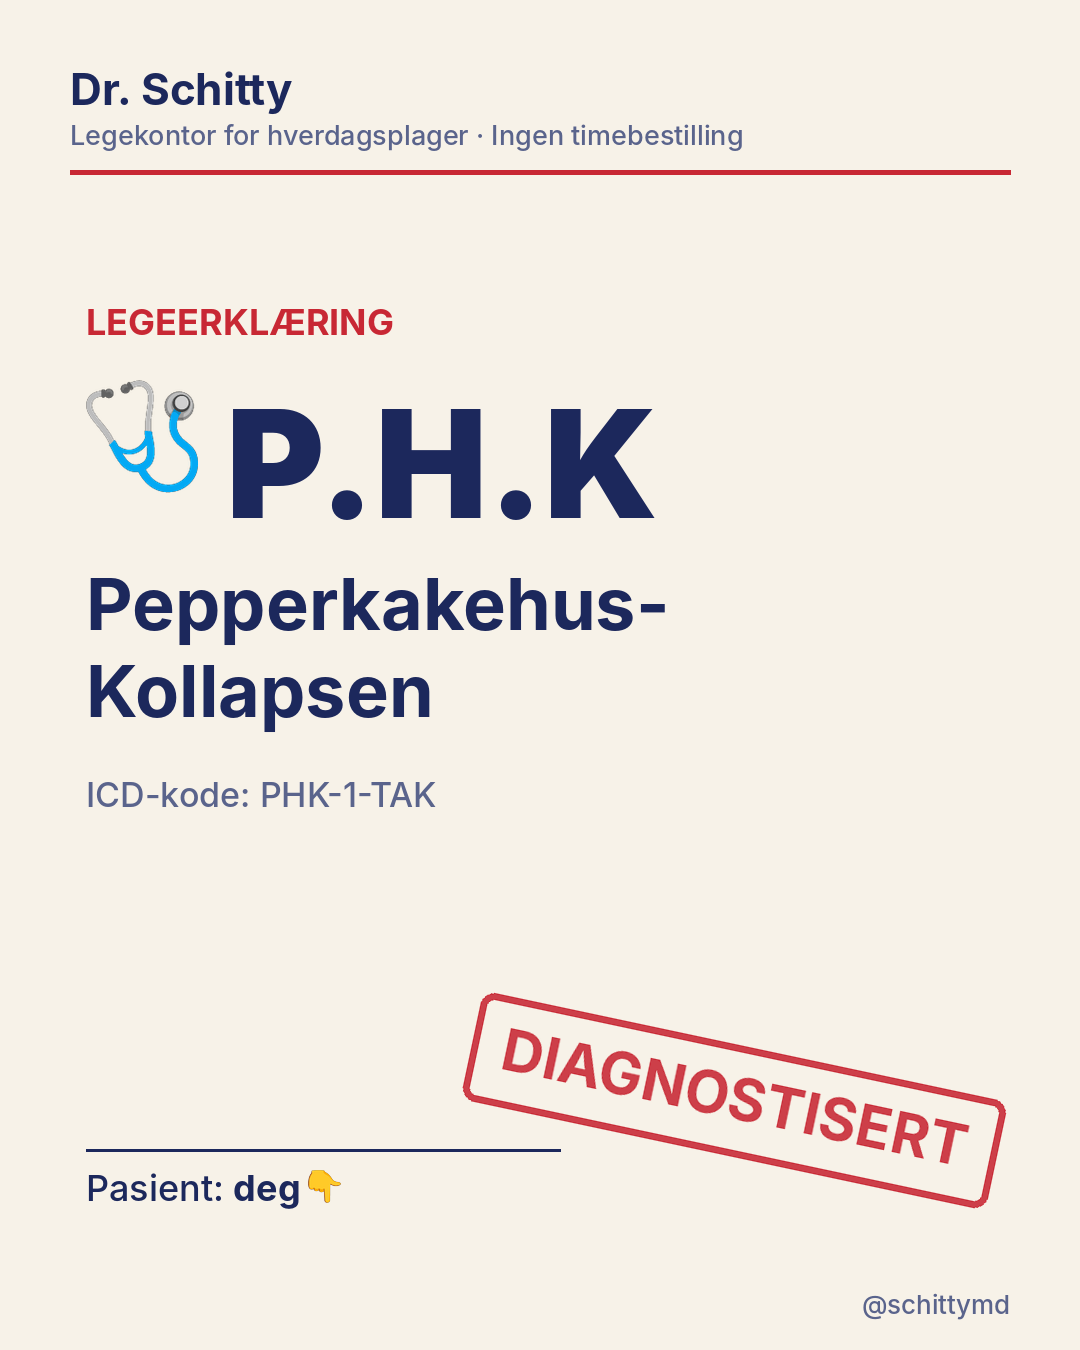 Dr. Schitty
Legekontor for hverdagsplager · Ingen timebestilling
LEGEERKLÆRING
P.H.K
Pepperkakehus-
Kollapsen
ICD-kode: PHK-1-TAK
DIAGNOSTISERT
Pasient: deg👇
@schittymd